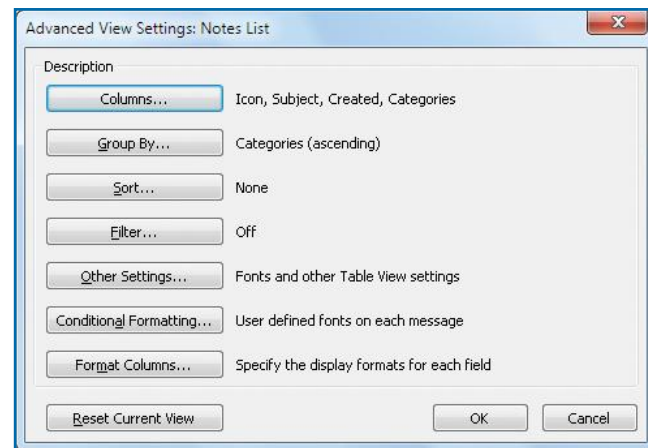 Advanced View Settings: Notes List
Description
Columns... Icon, Subject, Created, Categories
Group By... Categories (ascending)
Sort... None
Filter... Off
Other Settings... Fonts and other Table View settings
Conditional Formatting... User defined fonts on each message
Format Columns... Specify the display formats for each field
Reset Current View OK Cancel